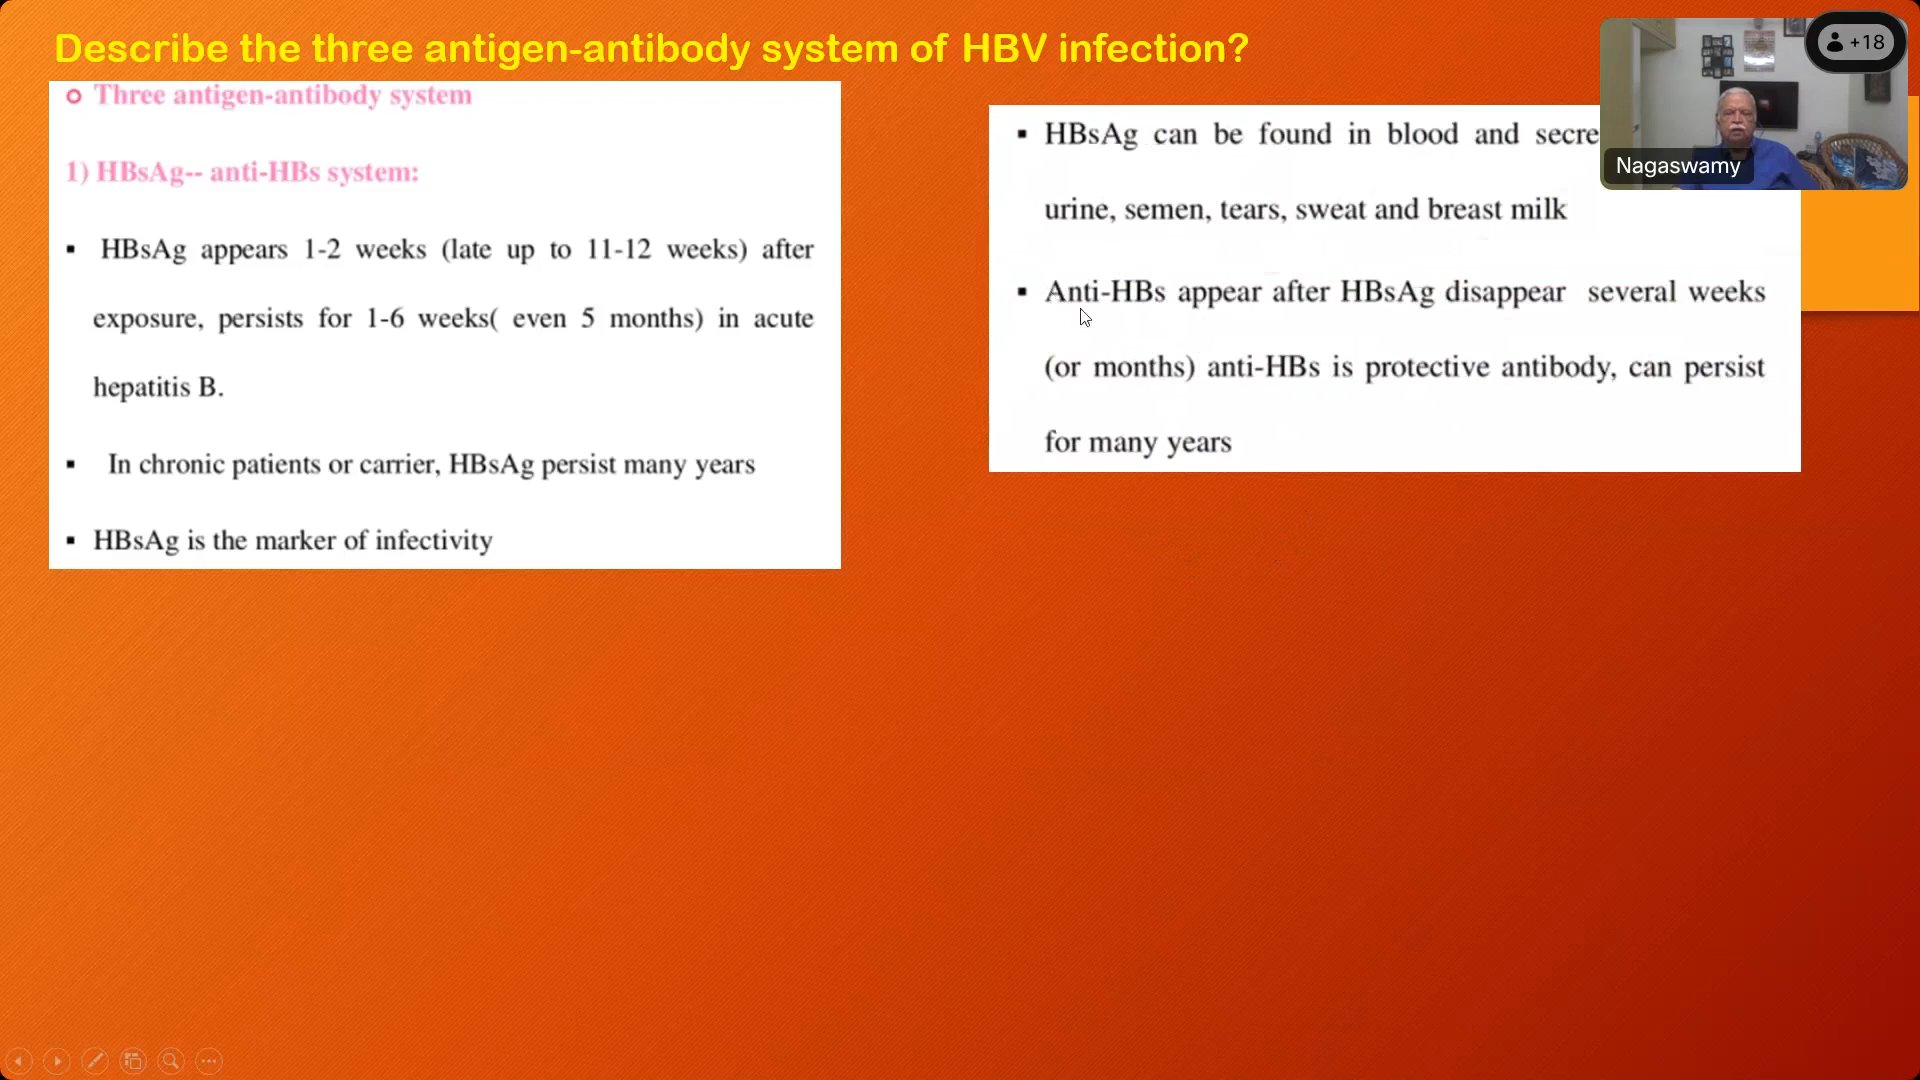 Describe the three antigen-antibody system of HBV infection?
Three antigen-antibody system
1) HBsAg-- anti-HBs system:
▪ HBsAg appears 1-2 weeks (late up to 11-12 weeks) after
exposure, persists for 1-6 weeks( even 5 months) in acute
hepatitis B.
▪ In chronic patients or carrier, HBsAg persist many years
▪ HBsAg is the marker of infectivity
▪ HBsAg can be found in blood and secre
urine, semen, tears, sweat and breast milk
▪ Anti-HBs appear after HBsAg disappear several weeks
(or months) anti-HBs is protective antibody, can persist
for many years
+18
Nagaswamy